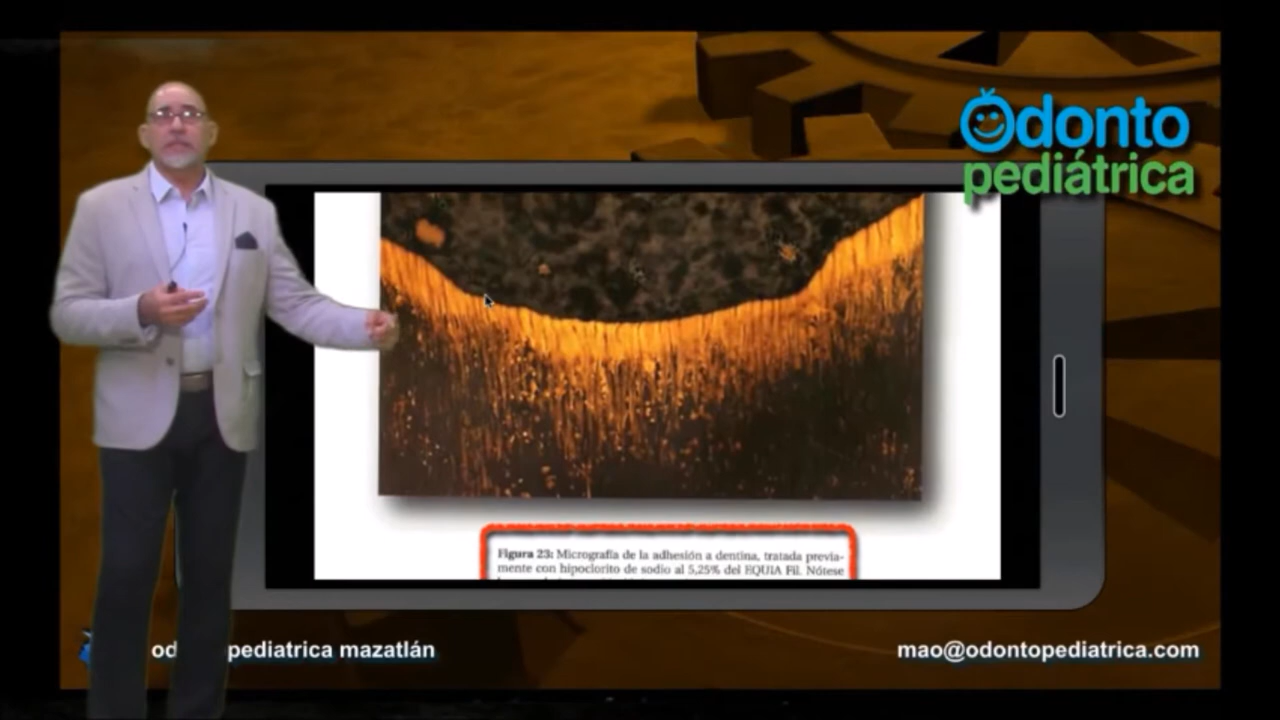 Odonto
pediátrica
Figura 23: Micrografía de la adhesión a dentina, tratada previa-
mente con hipoclorito de sodio al 5,25% del EQUIA Fil. Nótese
od pediatrica mazatlán
mao@odontopediatrica.com